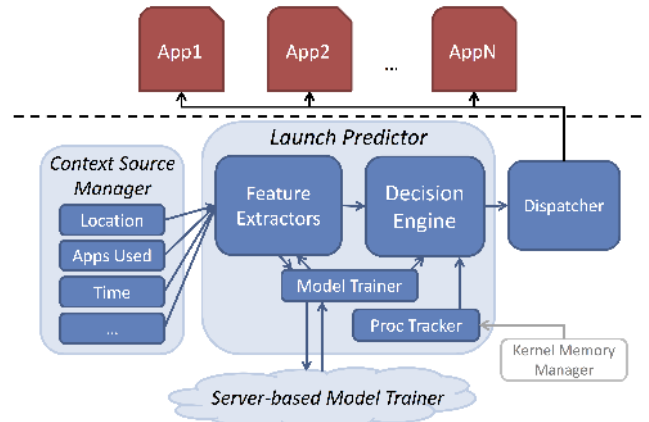 App1
App2
...
AppN
Launch Predictor
Context Source
Manager
Location
Apps Used
Time
...
Feature
Extractors
Decision
Engine
Dispatcher
Model Trainer
Proc Tracker
Kernel Memory
Manager
Server-based Model Trainer